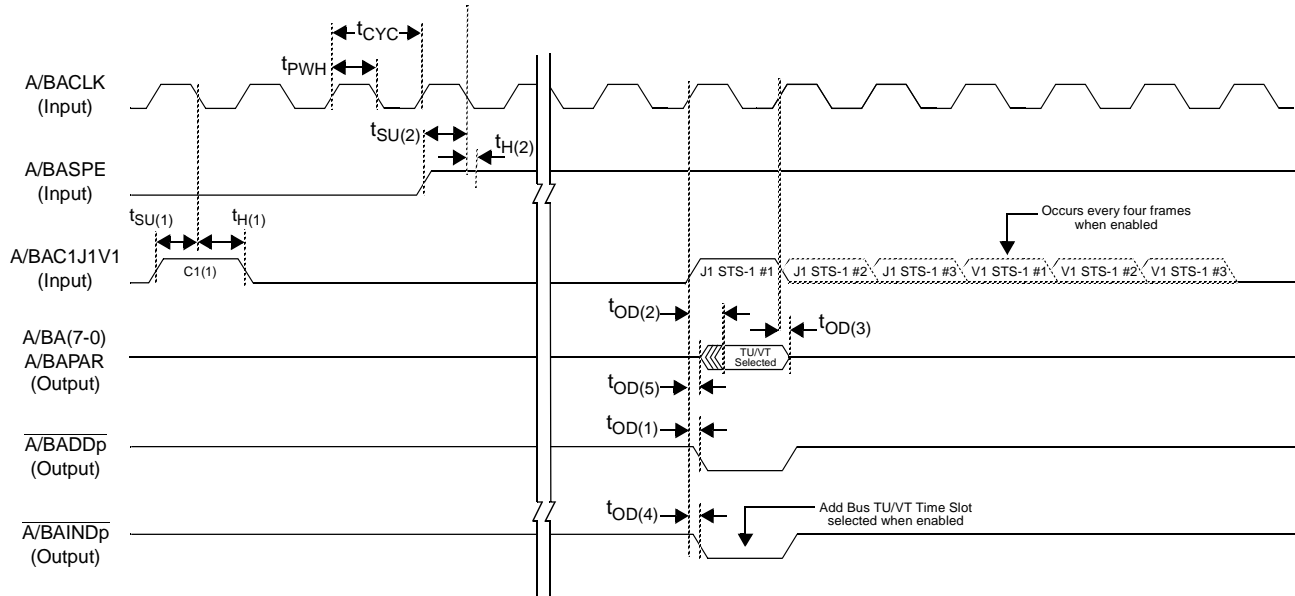 tCYC
tPWH
A/BACLK
(Input)
tSU(2)
tH(2)
A/BASPE
(Input)
tSU(1)
tH(1)
Occurs every four frames
when enabled
A/BAC1J1V1
(Input)
C1(1)
J1 STS-1 #1
J1 STS-1 #2
J1 STS-1 #3
V1 STS-1 #1
V1 STS-1 #2
V1 STS-1 #3
tOD(2)
tOD(3)
A/BA(7-0)
A/BAPAR
(Output)
TU/VT
Selected
tOD(5)
tOD(1)
A/BADDp
(Output)
tOD(4)
Add Bus TU/VT Time Slot
selected when enabled
A/BAINDp
(Output)